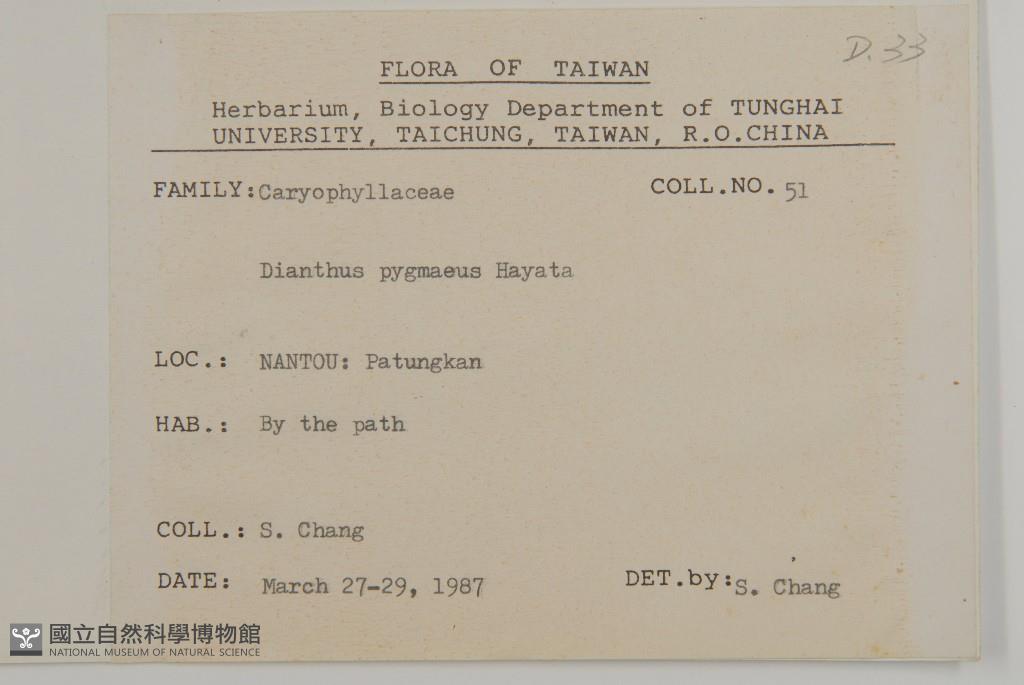 D.33
FLORA OF TAIWAN
Herbarium, Biology Department of TUNGHAI
UNIVERSITY, TAICHUNG, TAIWAN, R.O.CHINA
FAMILY: Caryophyllaceae COLL.NO. 51
Dianthus pygmaeus Hayata
LOC.: NANTOU: Patungkan
HAB.: By the path
COLL.: S. Chang
DATE: March 27-29, 1987 DET.by: S. Chang
國立自然科學博物館
NATIONAL MUSEUM OF NATURAL SCIENCE